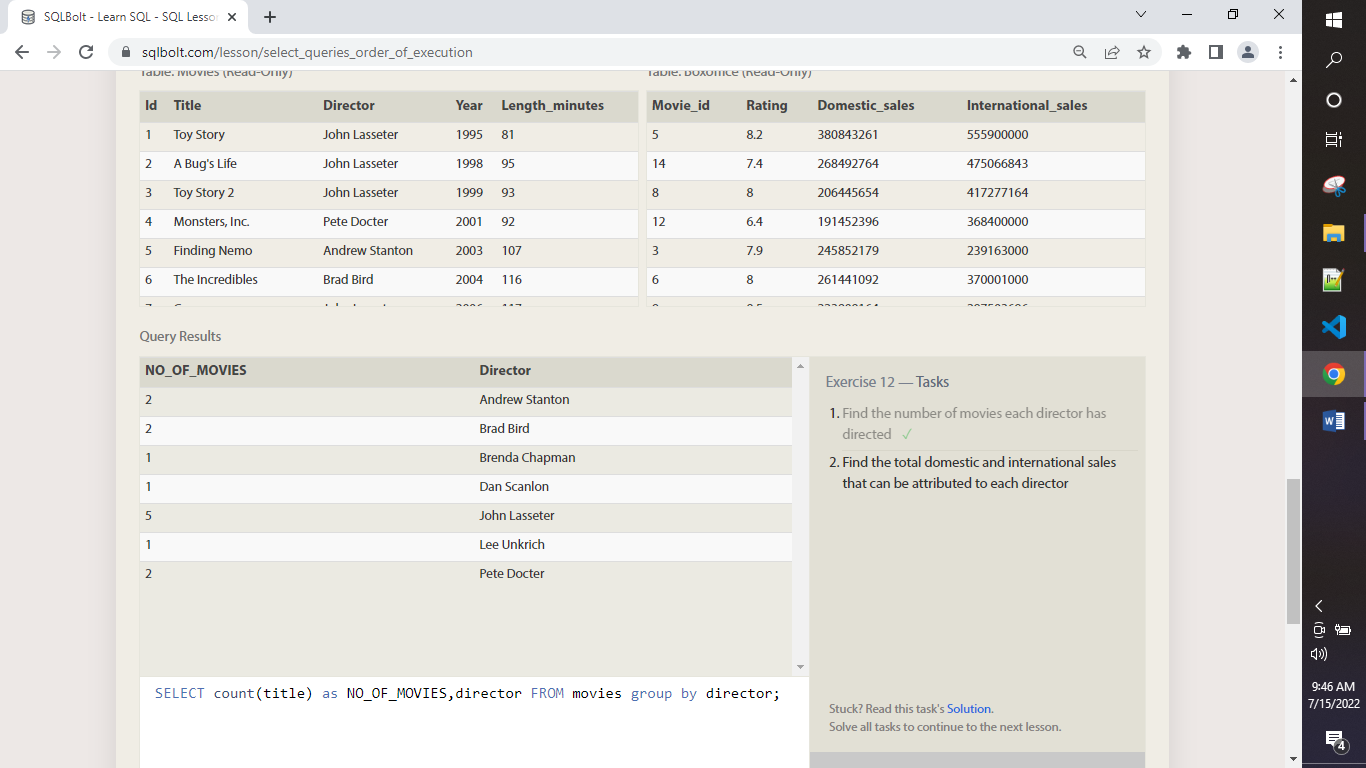 SQLBolt - Learn SQL - SQL Lesso
sqlbolt.com/lesson/select_queries_order_of_execution
Table: Movies (Read-Only) Table: Boxoffice (Read-Only)
Id Title Director Year Length_minutes Movie_id Rating Domestic_sales International_sales
1 Toy Story John Lasseter 1995 81 5 8.2 380843261 555900000
2 A Bug's Life John Lasseter 1998 95 14 7.4 268492764 475066843
3 Toy Story 2 John Lasseter 1999 93 8 8 206445654 417277164
4 Monsters, Inc. Pete Docter 2001 92 12 6.4 191452396 368400000
5 Finding Nemo Andrew Stanton 2003 107 3 7.9 245852179 239163000
6 The Incredibles Brad Bird 2004 116 6 8 261441092 370001000
Query Results
NO_OF_MOVIES Director
2 Andrew Stanton
2 Brad Bird
1 Brenda Chapman
1 Dan Scanlon
5 John Lasseter
1 Lee Unkrich
2 Pete Docter
Exercise 12 — Tasks
1. Find the number of movies each director has
directed ✓
2. Find the total domestic and international sales
that can be attributed to each director
Stuck? Read this task's Solution.
Solve all tasks to continue to the next lesson.
SELECT count(title) as NO_OF_MOVIES,director FROM movies group by director;
9:46 AM
7/15/2022
4